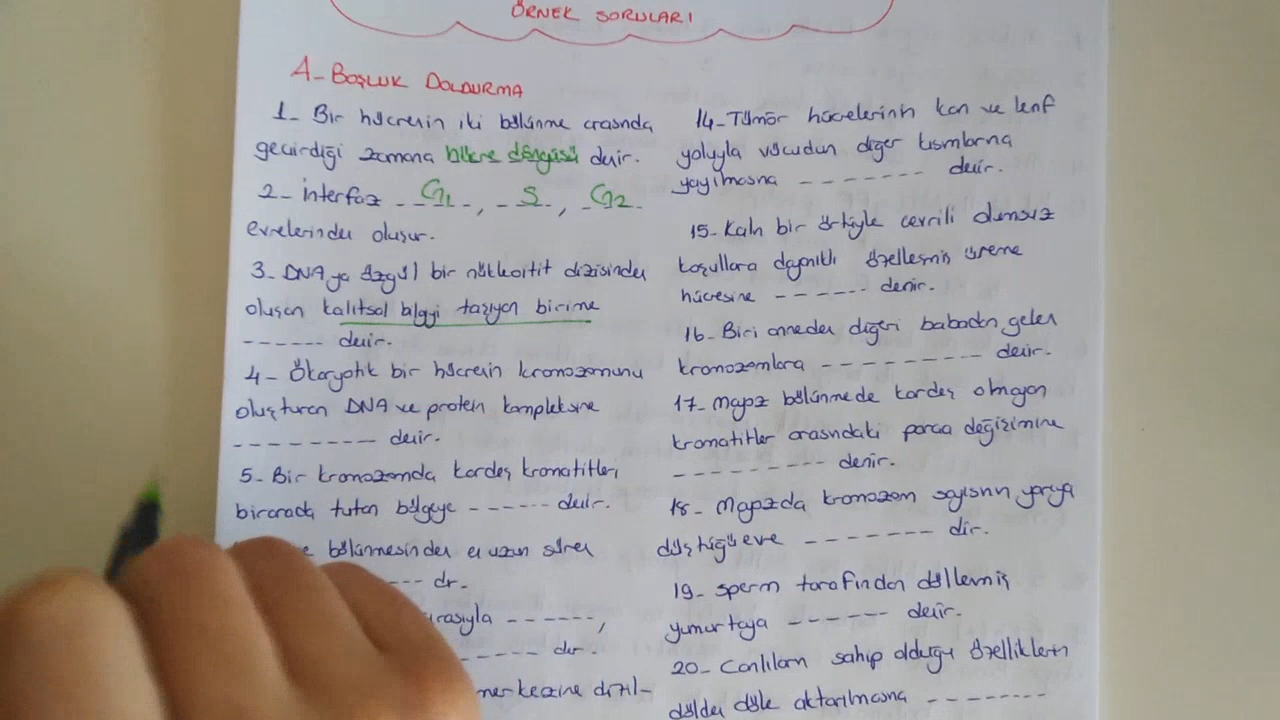 ÖRNEK SORULARI
A- BOŞLUK DOLDURMA
1- Bir hücrenin iki bölünme arasında
geçirdiği zamana hücre döngüsü denir.
2- İnterfaz G1, S, G2
evrelerinden oluşur.
3- DNA ya özgül bir nükleotit dizisinden
oluşan kalıtsal bilgiyi taşıyan birime
------ denir.
4- Ökaryotik bir hücrenin kromozomunu
oluşturan DNA ve protein kompleksine
--------- denir.
5- Bir kromozomda kardeş kromatitleri
birarada tutan bölgeye ------ denir.
bölünmesinden en uzun süren
--- dır.
sırasıyla ------,
----- dır
merkezine dizil-
14- Tümör hücrelerinin kan ve lenf
yoluyla vücudun diğer kısımlarına
yayılmasına -------- denir.
15- Kalın bir örtüyle çevrili olumsuz
koşullara dayanıklı özelleşmiş üreme
hücresine ------ denir.
16- Biri anneden diğeri babadan gelen
kromozomlara ---------- denir.
17- Mayoz bölünmede kardeş olmayan
kromatitler arasındaki parça değişimine
--------- denir.
18- Mayozda kromozom sayısının yarıya
düştüğü evre -------- dir.
19- Sperm tarafından döllenmiş
yumurtaya ------ denir.
20- Canlıların sahip olduğu özelliklerin
dölden döle aktarılmasına --------